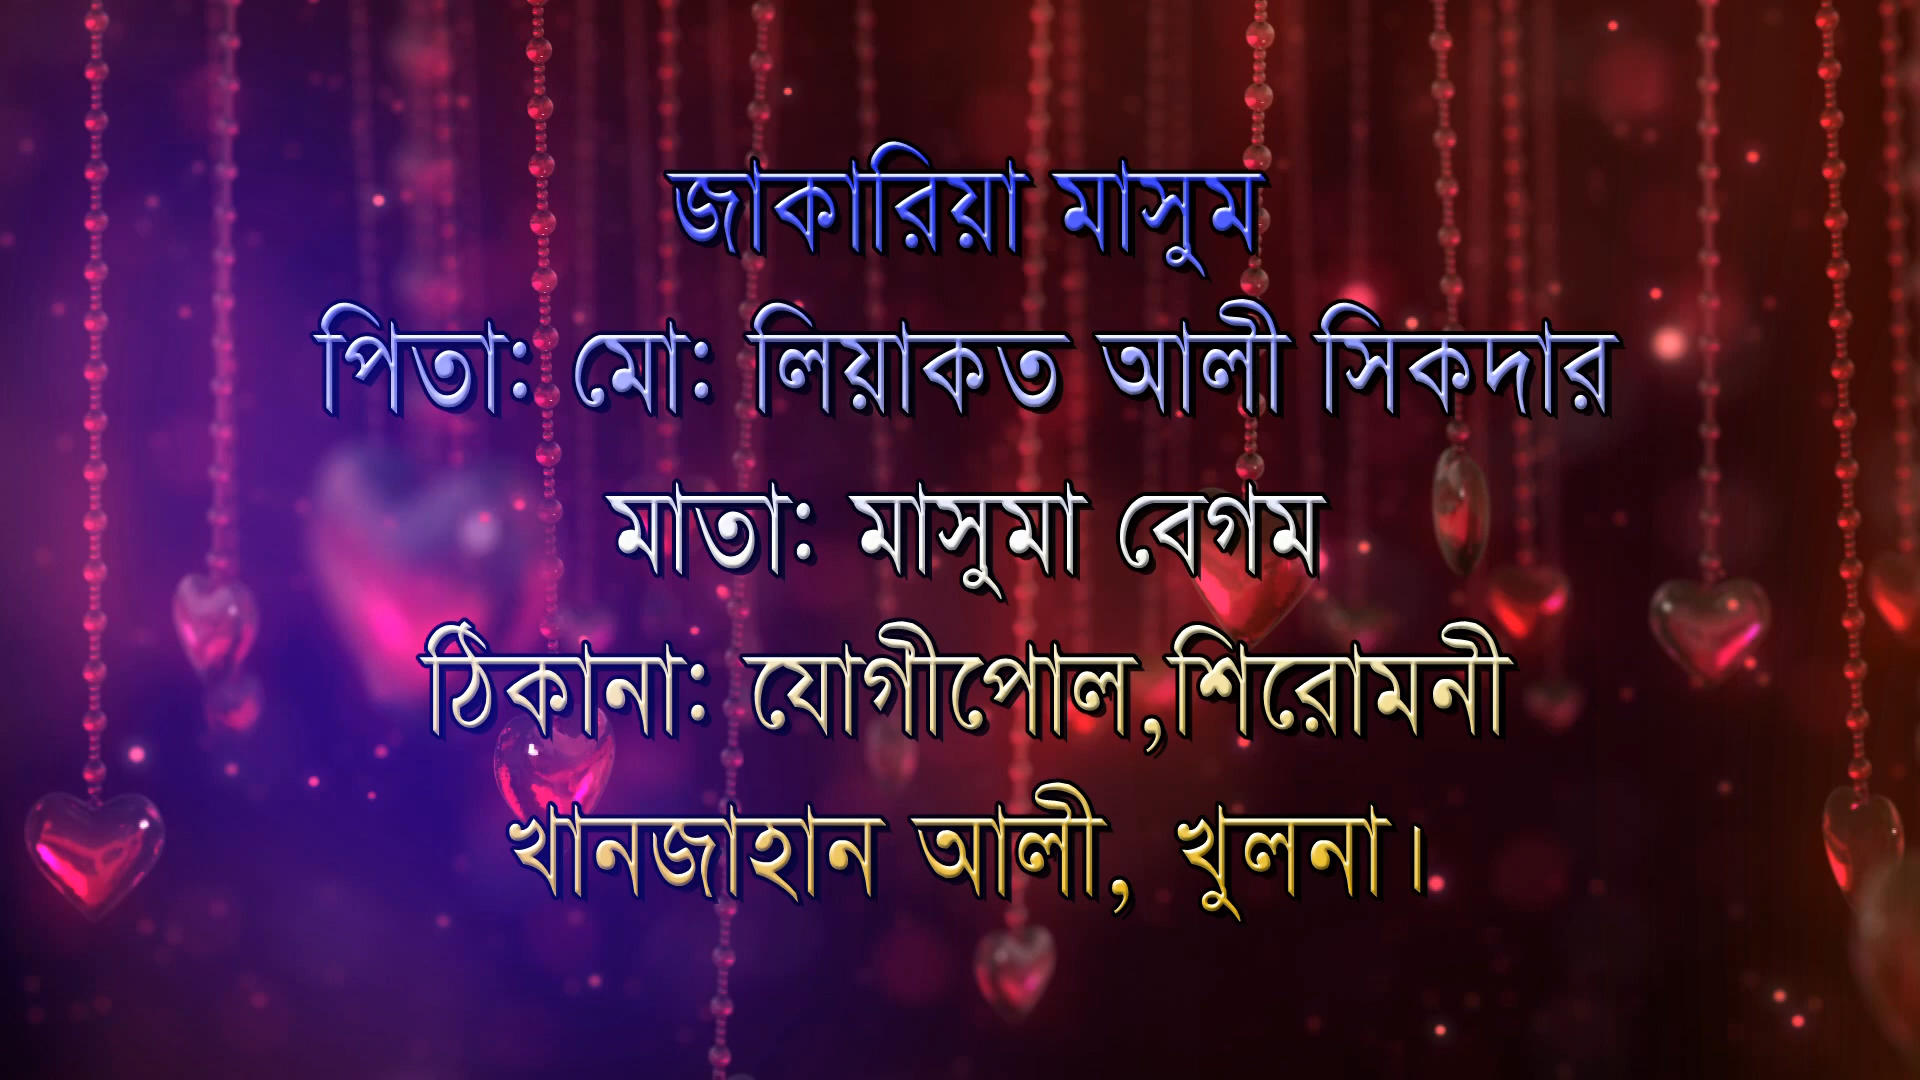 জাকারিয়া মাসুম
পিতা: মো: লিয়াকত আলী সিকদার
মাতা: মাসুমা বেগম
ঠিকানা: যোগীপোল,শিরোমনী
খানজাহান আলী, খুলনা।